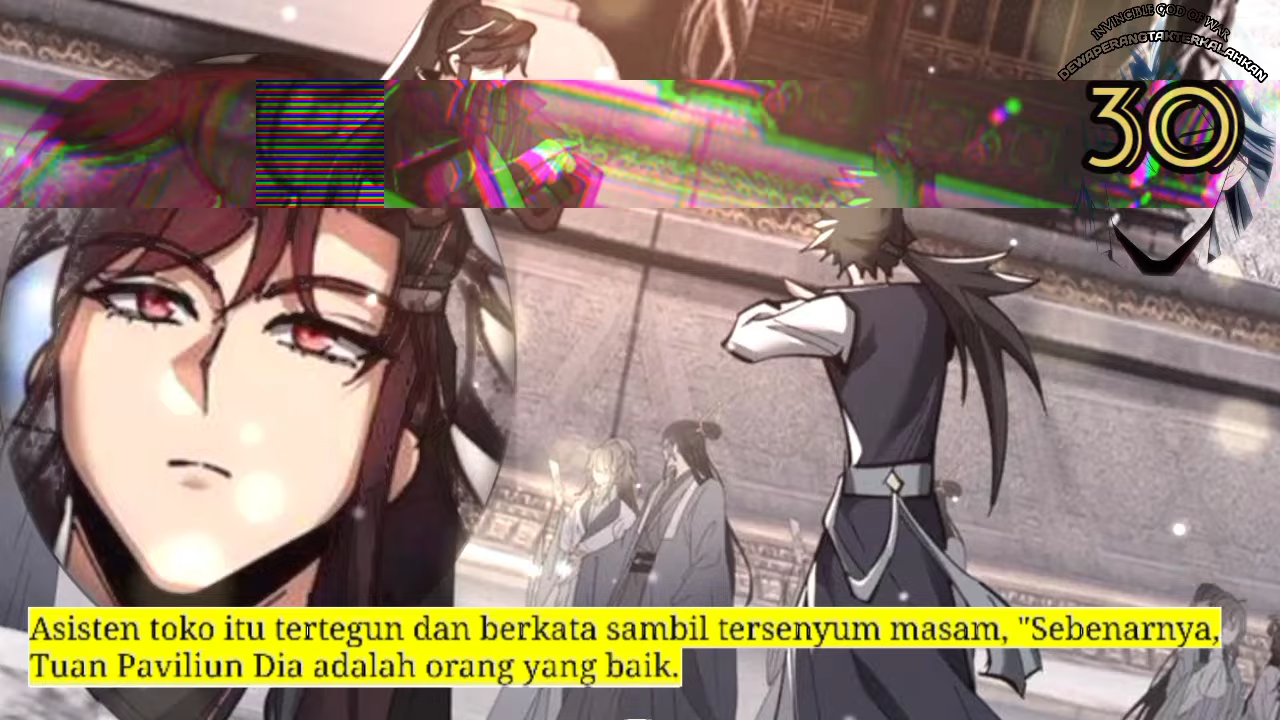 INVINCIBLE GOD OF WAR
DEWAPERANGTAKTERKALAHKAN
30
Asisten toko itu tertegun dan berkata sambil tersenyum masam, "Sebenarnya,
Tuan Paviliun Dia adalah orang yang baik.